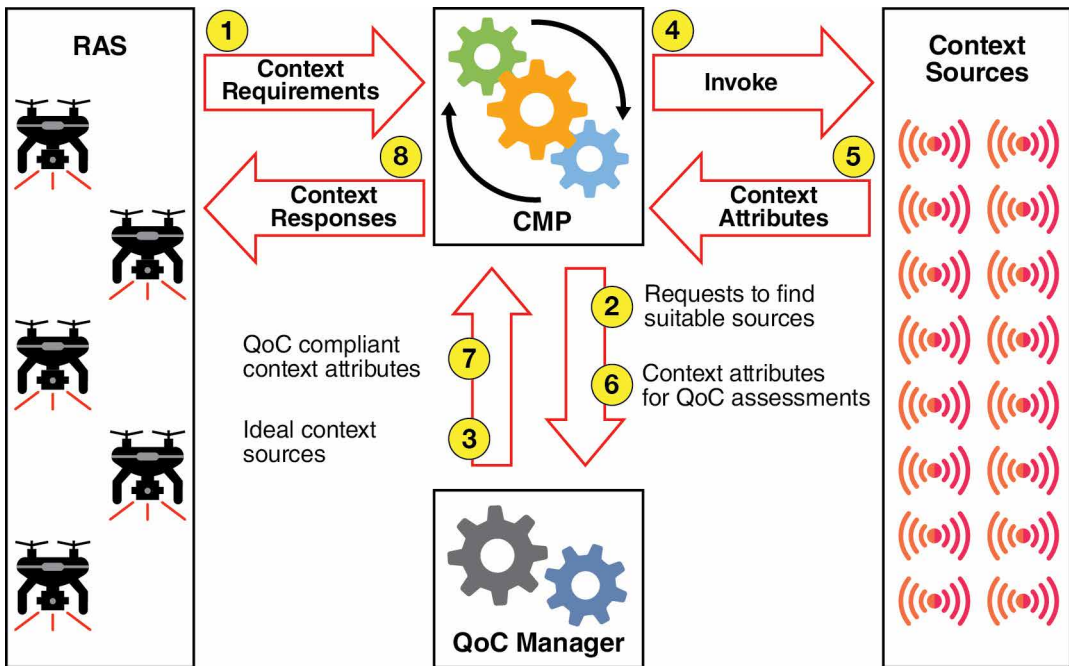 RAS
1
Context
Requirements
8
Context
Responses
CMP
4
Invoke
5
Context
Attributes
Context
Sources
2
Requests to find
suitable sources
6
Context attributes
for QoC assessments
7
QoC compliant
context attributes
3
Ideal context
sources
QoC Manager